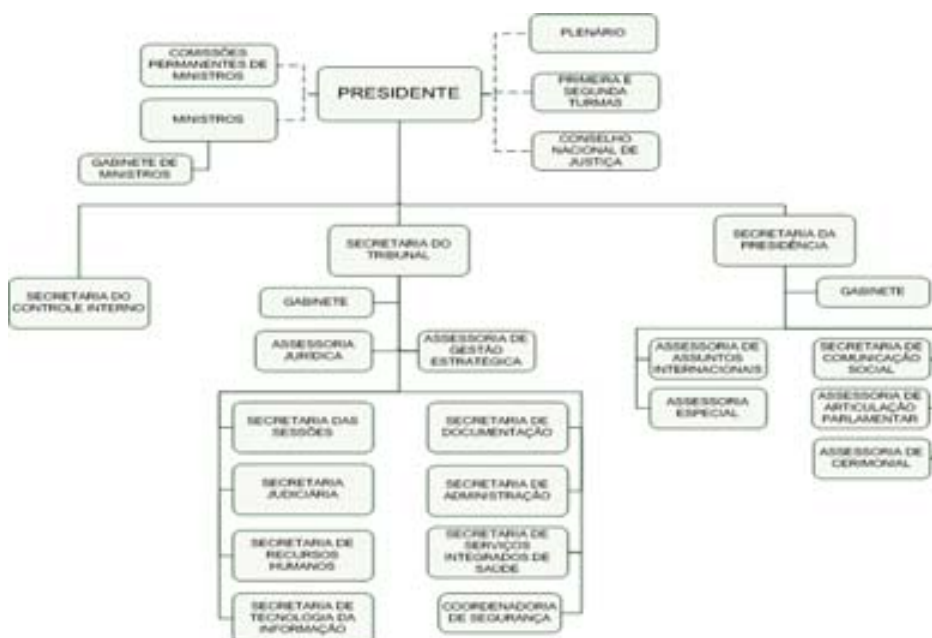 COMISSÕES
PERMANENTES DE
MINISTROS
MINISTROS
GABINETE DE
MINISTROS
PRESIDENTE
PLENÁRIO
PRIMEIRA E
SEGUNDA
TURMAS
CONSELHO
NACIONAL DE
JUSTIÇA
SECRETARIA DO
CONTROLE INTERNO
SECRETARIA DO
TRIBUNAL
GABINETE
ASSESSORIA
JURÍDICA
ASSESSORIA DE
GESTÃO
ESTRATÉGICA
SECRETARIA DAS
SESSÕES
SECRETARIA
JUDICIÁRIA
SECRETARIA DE
RECURSOS
HUMANOS
SECRETARIA DE
TECNOLOGIA DA
INFORMAÇÃO
SECRETARIA DE
DOCUMENTAÇÃO
SECRETARIA DE
ADMINISTRAÇÃO
SECRETARIA DE
SERVIÇOS
INTEGRADOS DE
SAÚDE
COORDENADORIA
DE SEGURANÇA
SECRETARIA DA
PRESIDÊNCIA
GABINETE
ASSESSORIA DE
ASSUNTOS
INTERNACIONAIS
ASSESSORIA
ESPECIAL
SECRETARIA DE
COMUNICAÇÃO
SOCIAL
ASSESSORIA DE
ARTICULAÇÃO
PARLAMENTAR
ASSESSORIA DE
CERIMONIAL